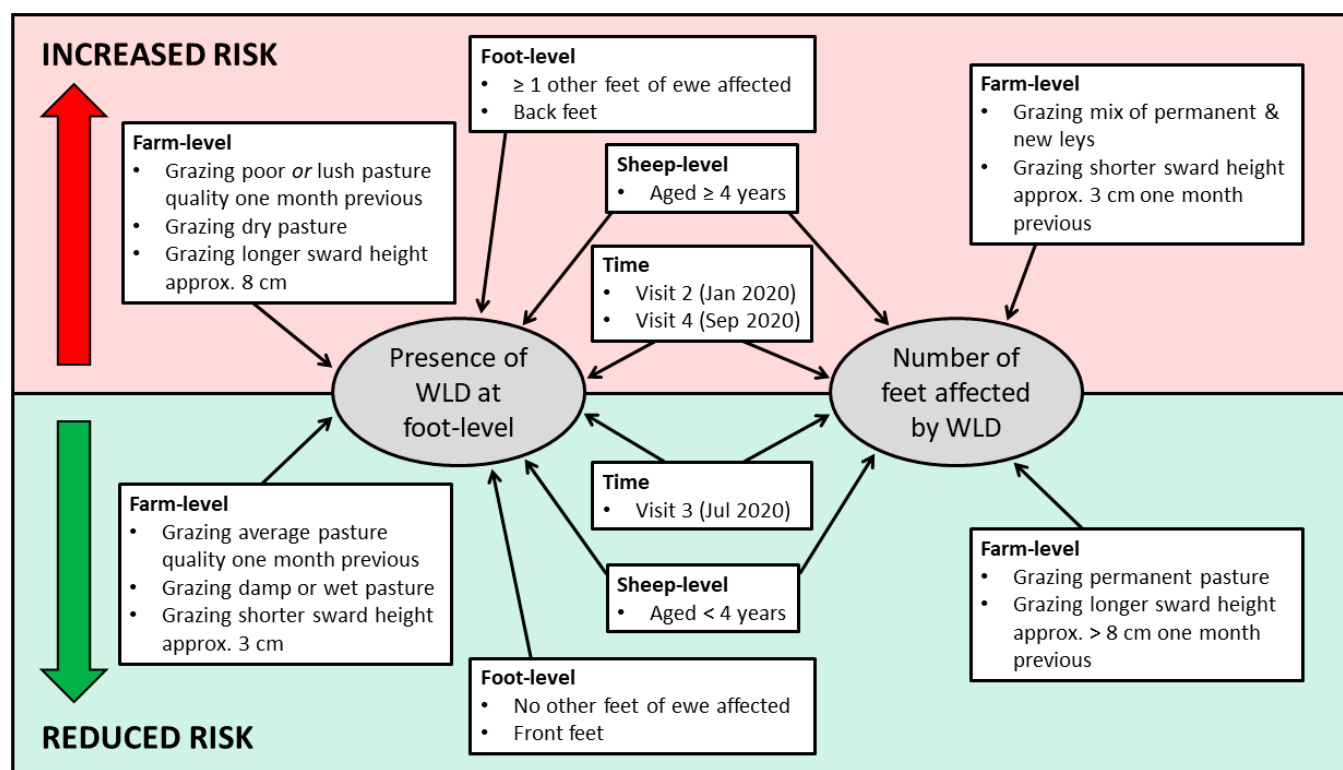 INCREASED RISK
Foot-level
• ≥ 1 other feet of ewe affected
• Back feet
Farm-level
• Grazing mix of permanent &
new leys
• Grazing shorter sward height
approx. 3 cm one month
previous
Farm-level
• Grazing poor or lush pasture
quality one month previous
• Grazing dry pasture
• Grazing longer sward height
approx. 8 cm
Sheep-level
• Aged ≥ 4 years
Time
• Visit 2 (Jan 2020)
• Visit 4 (Sep 2020)
Presence of
WLD at
foot-level
Number of
feet affected
by WLD
Time
• Visit 3 (Jul 2020)
Farm-level
• Grazing average pasture
quality one month previous
• Grazing damp or wet pasture
• Grazing shorter sward height
approx. 3 cm
Sheep-level
• Aged < 4 years
Farm-level
• Grazing permanent pasture
• Grazing longer sward height
approx. > 8 cm one month
previous
Foot-level
• No other feet of ewe affected
• Front feet
REDUCED RISK